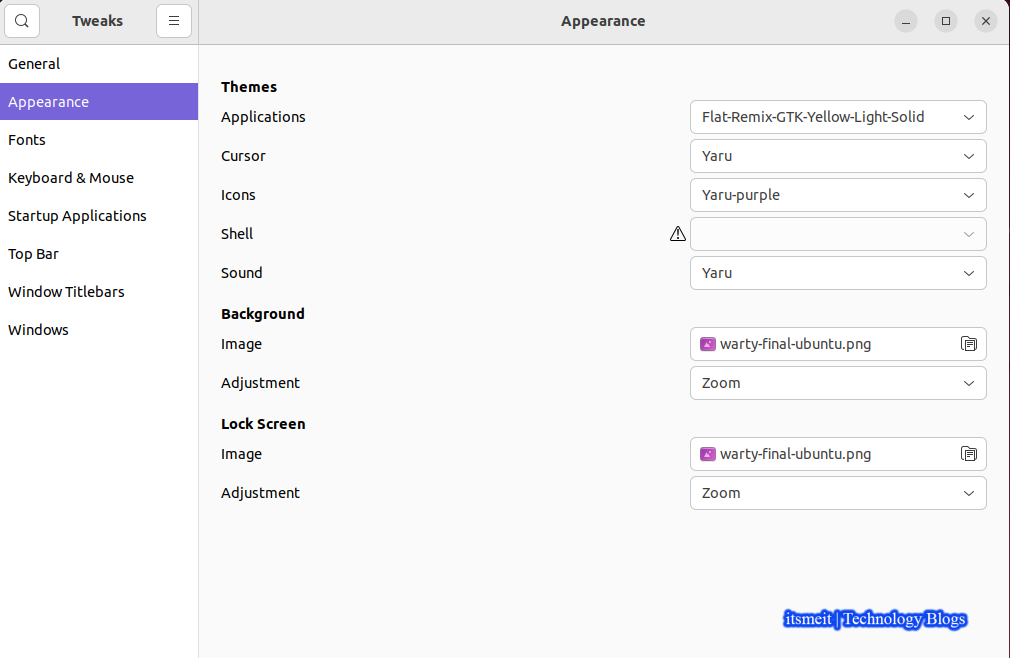 Tweaks
Appearance
General
Appearance
Fonts
Keyboard & Mouse
Startup Applications
Top Bar
Window Titlebars
Windows
Themes
Applications Flat-Remix-GTK-Yellow-Light-Solid
Cursor Yaru
Icons Yaru-purple
Shell
Sound Yaru
Background
Image warty-final-ubuntu.png
Adjustment Zoom
Lock Screen
Image warty-final-ubuntu.png
Adjustment Zoom
itsmeit | Technology Blogs